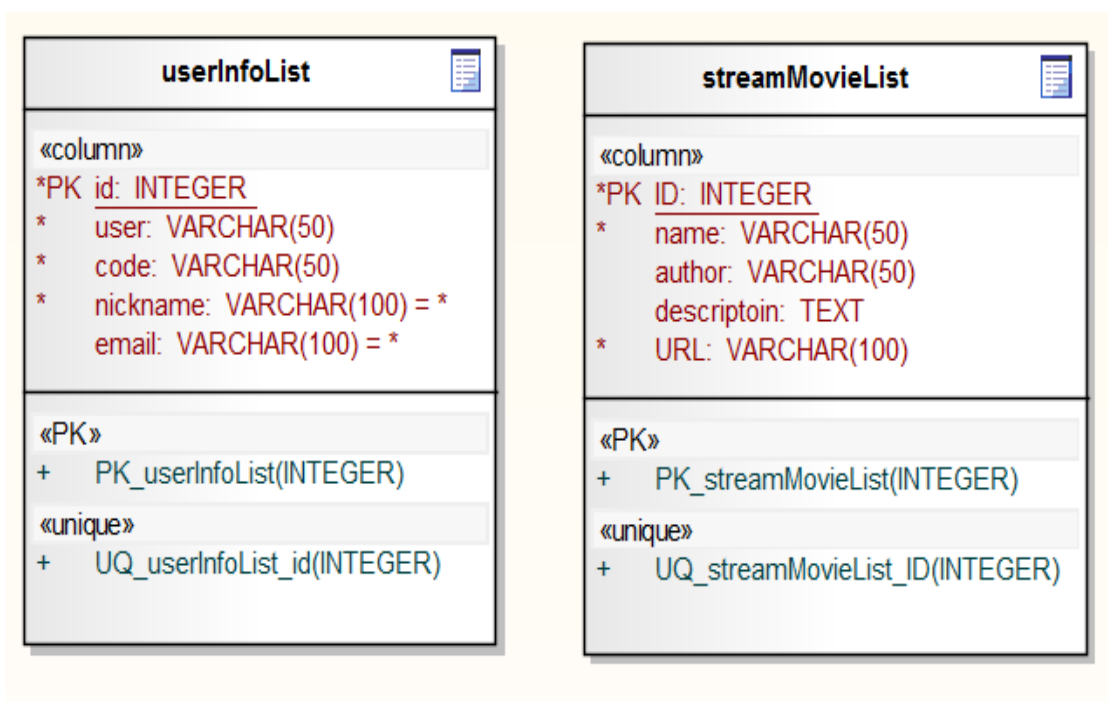 userInfoList
«column»
*PK id: INTEGER
* user: VARCHAR(50)
* code: VARCHAR(50)
* nickname: VARCHAR(100) = *
email: VARCHAR(100) = *
«PK»
+ PK_userInfoList(INTEGER)
«unique»
+ UQ_userInfoList_id(INTEGER)
streamMovieList
«column»
*PK ID: INTEGER
* name: VARCHAR(50)
author: VARCHAR(50)
descriptoin: TEXT
* URL: VARCHAR(100)
«PK»
+ PK_streamMovieList(INTEGER)
«unique»
+ UQ_streamMovieList_ID(INTEGER)